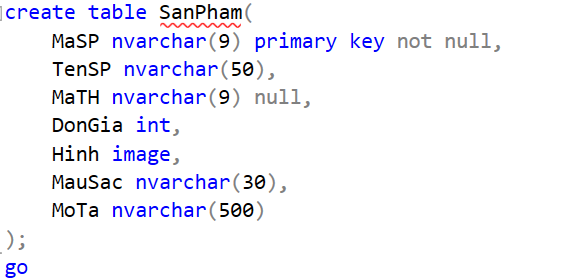 create table SanPham(
MaSP nvarchar(9) primary key not null,
TenSP nvarchar(50),
MaTH nvarchar(9) null,
DonGia int,
Hinh image,
MauSac nvarchar(30),
MoTa nvarchar(500)
);
go